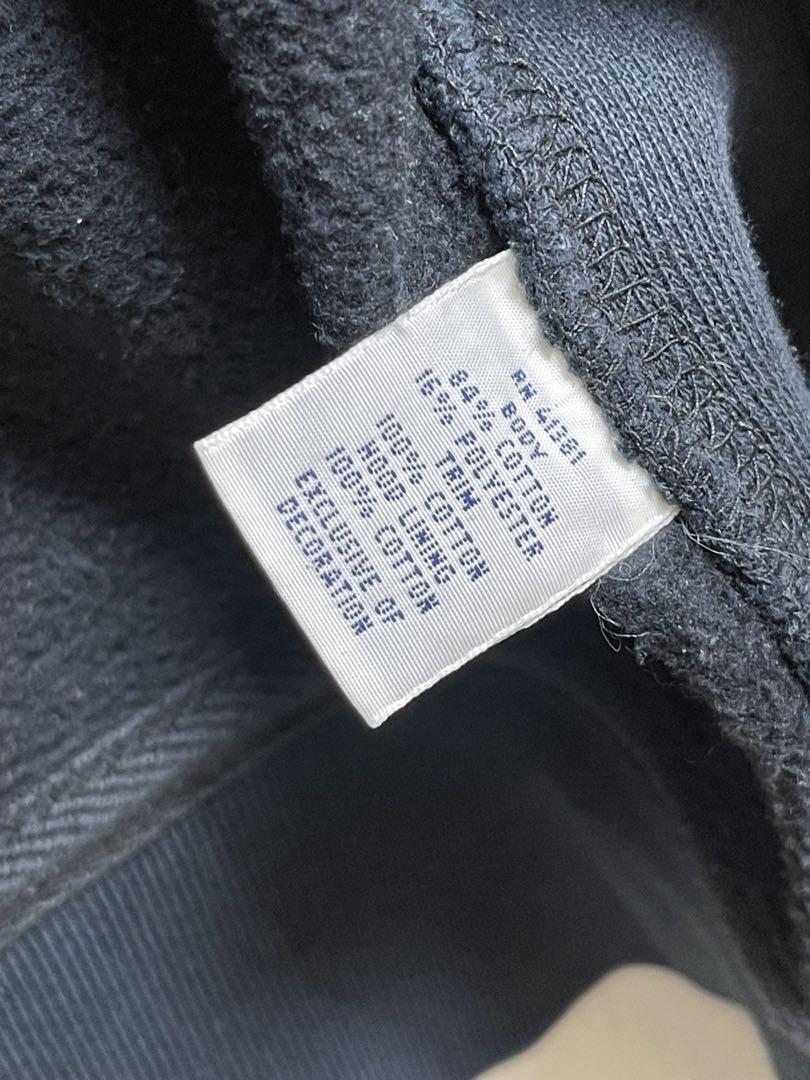 RN 41381
BODY
84% COTTON
16% POLYESTER
TRIM
100% COTTON
HOOD LINING
100% COTTON
EXCLUSIVE OF
DECORATION